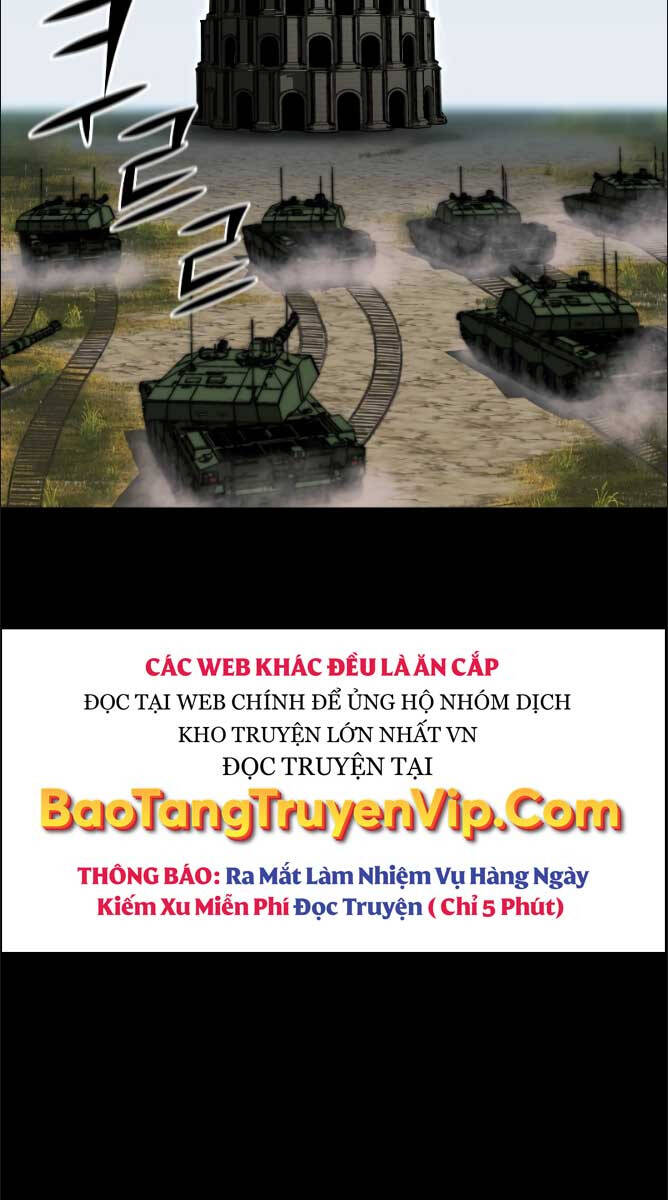 쿠
르르
CÁC WEB KHÁC ĐỀU LÀ ĂN CẮP
ĐỌC TẠI WEB CHÍNH ĐỂ ỦNG HỘ NHÓM DỊCH
KHO TRUYỆN LỚN NHẤT VN
ĐỌC TRUYỆN TẠI
BaoTangTruyenVip.Com
THÔNG BÁO: Ra Mắt Làm Nhiệm Vụ Hàng Ngày
Kiếm Xu Miễn Phí Đọc Truyện ( Chỉ 5 Phút)